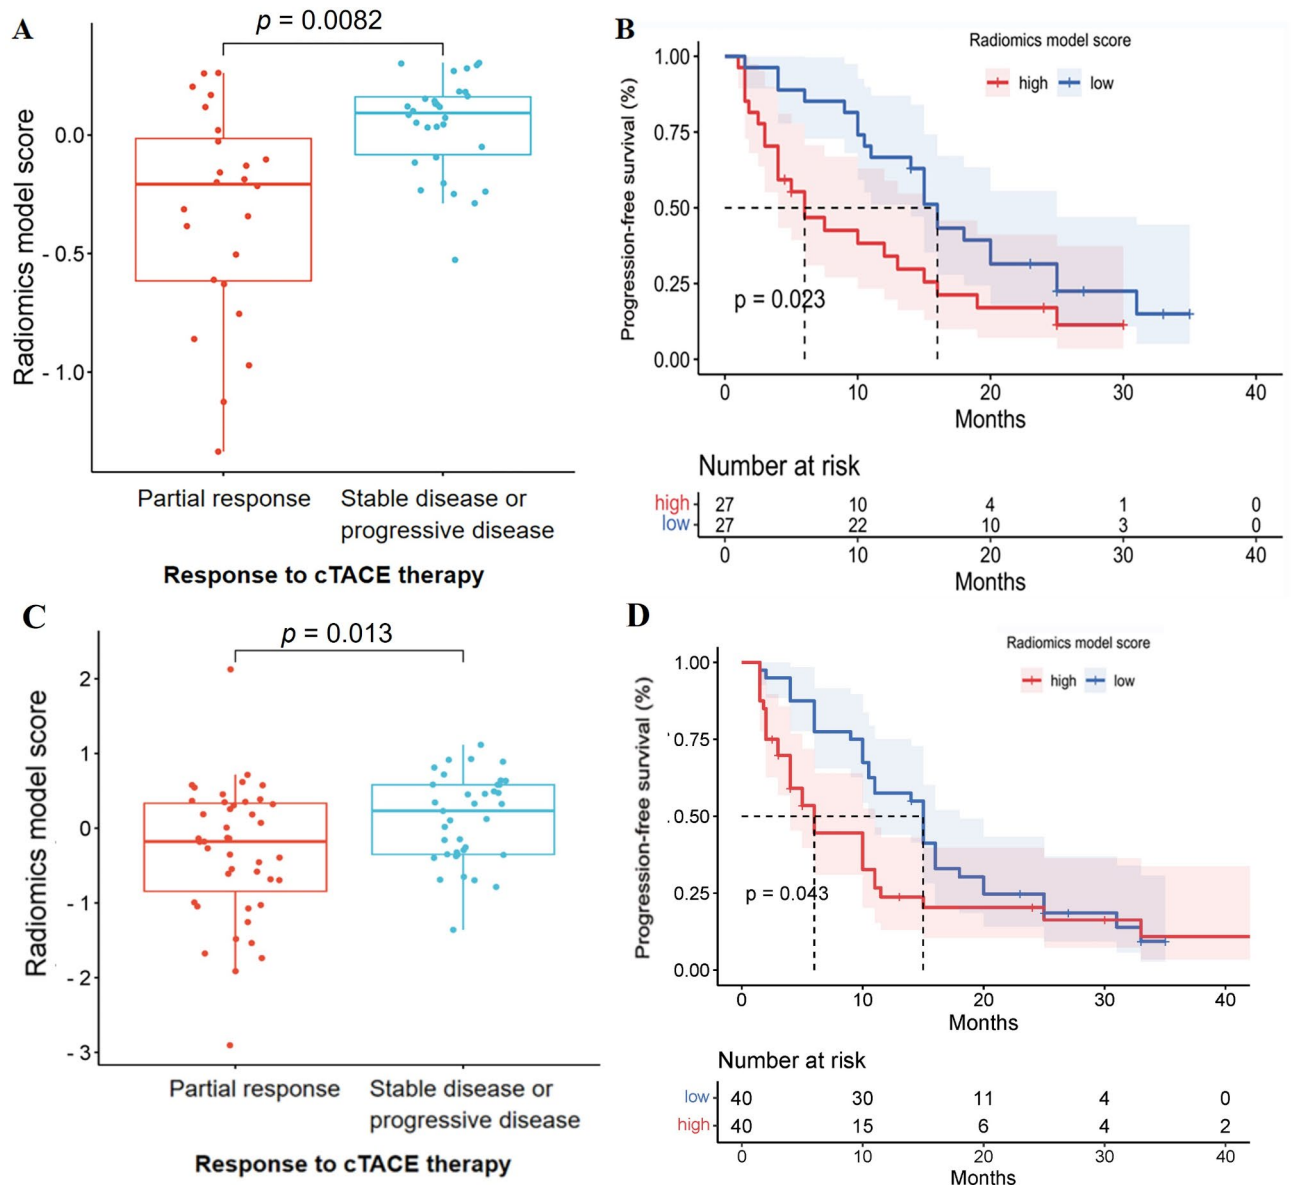 A
p = 0.0082
Radiomics model score
0.0
- 0.5
- 1.0
Partial response
Stable disease or
progressive disease
Response to cTACE therapy
B
Radiomics model score
high low
Progression-free survival (%)
1.00
0.75
0.50
0.25
0.00
p = 0.023
0 10 20 30 40
Months
Number at risk
high 27 10 4 1 0
low 27 22 10 3 0
0 10 20 30 40
Months
C
p = 0.013
Radiomics model score
2
1
0
- 1
- 2
- 3
Partial response
Stable disease or
progressive disease
Response to cTACE therapy
D
Radiomics model score
high low
Progression-free survival (%)
1.00
0.75
0.50
0.25
0.00
p = 0.043
0 10 20 30 40
Months
Number at risk
low 40 30 11 4 0
high 40 15 6 4 2
0 10 20 30 40
Months